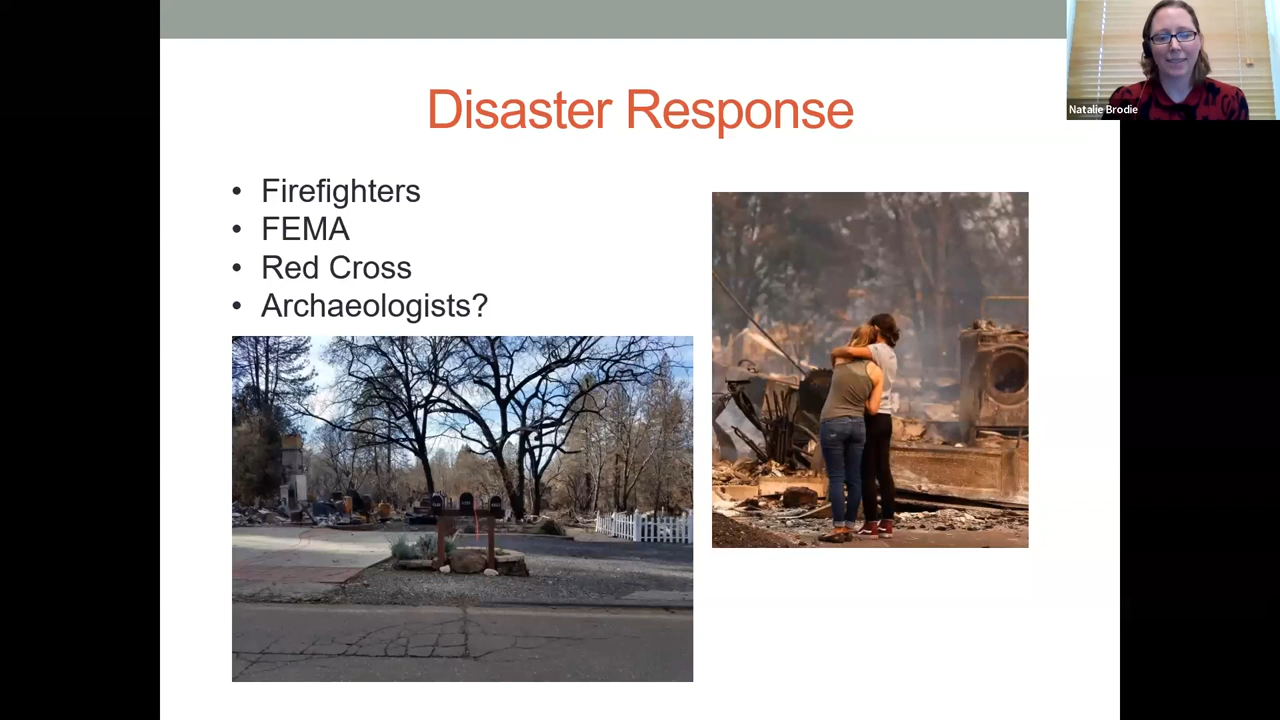 Disaster Response
• Firefighters
• FEMA
• Red Cross
• Archaeologists?
Natalie Brodie